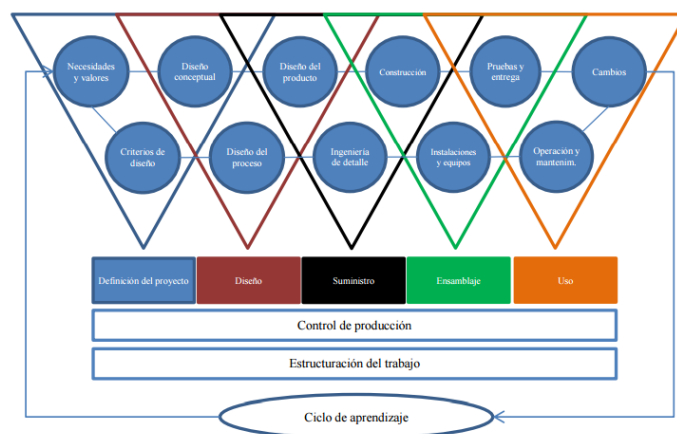 Necesidades
y valores
Diseño
conceptual
Diseño del
producto
Construcción
Pruebas y
entrega
Cambios
Criterios de
diseño
Diseño del
proceso
Ingeniería
de detalle
Instalaciones
y equipos
Operación y
mantenim.
Definición del proyecto
Diseño
Suministro
Ensamblaje
Uso
Control de producción
Estructuración del trabajo
Ciclo de aprendizaje